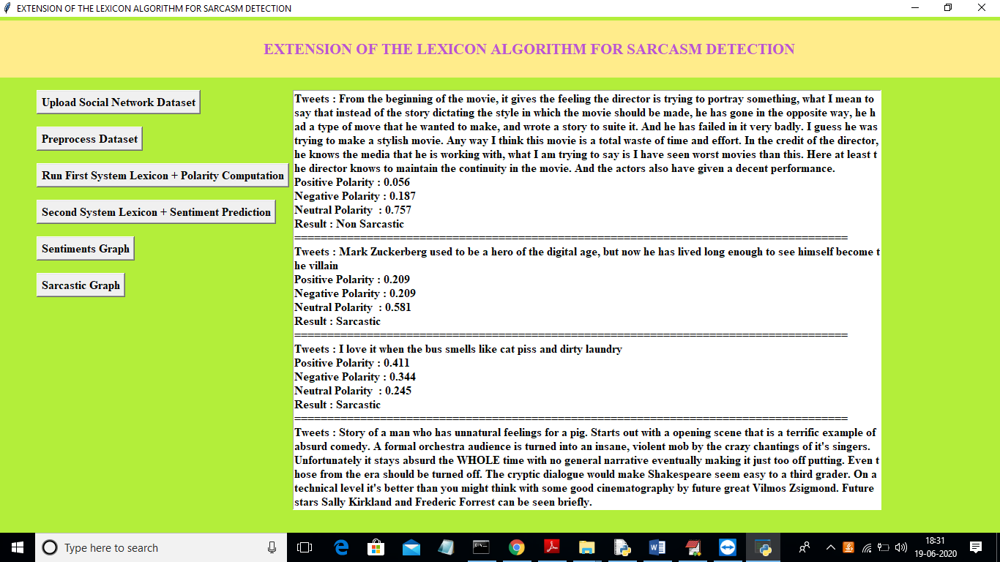 EXTENSION OF THE LEXICON ALGORITHM FOR SARCASM DETECTION
EXTENSION OF THE LEXICON ALGORITHM FOR SARCASM DETECTION
Upload Social Network Dataset
Preprocess Dataset
Run First System Lexicon + Polarity Computation
Second System Lexicon + Sentiment Prediction
Sentiments Graph
Sarcastic Graph
Tweets : From the beginning of the movie, it gives the feeling the director is trying to portray something, what I mean to
say that instead of the story dictating the style in which the movie should be made, he has gone in the opposite way, he h
ad a type of move that he wanted to make, and wrote a story to suite it. And he has failed in it very badly. I guess he was
trying to make a stylish movie. Any way I think this movie is a total waste of time and effort. In the credit of the director,
he knows the media that he is working with, what I am trying to say is I have seen worst movies than this. Here at least t
he director knows to maintain the continuity in the movie. And the actors also have given a decent performance.
Positive Polarity : 0.056
Negative Polarity : 0.187
Neutral Polarity  : 0.757
Result : Non Sarcastic
====================================================================================
Tweets : Mark Zuckerberg used to be a hero of the digital age, but now he has lived long enough to see himself become t
he villain
Positive Polarity : 0.209
Negative Polarity : 0.209
Neutral Polarity  : 0.581
Result : Sarcastic
====================================================================================
Tweets : I love it when the bus smells like cat piss and dirty laundry
Positive Polarity : 0.411
Negative Polarity : 0.344
Neutral Polarity  : 0.245
Result : Sarcastic
====================================================================================
Tweets : Story of a man who has unnatural feelings for a pig. Starts out with a opening scene that is a terrific example of
absurd comedy. A formal orchestra audience is turned into an insane, violent mob by the crazy chantings of it's singers.
Unfortunately it stays absurd the WHOLE time with no general narrative eventually making it just too off putting. Even t
hose from the era should be turned off. The cryptic dialogue would make Shakespeare seem easy to a third grader. On a
technical level it's better than you might think with some good cinematography by future great Vilmos Zsigmond. Future
stars Sally Kirkland and Frederic Forrest can be seen briefly.
Type here to search
18:31
19-06-2020